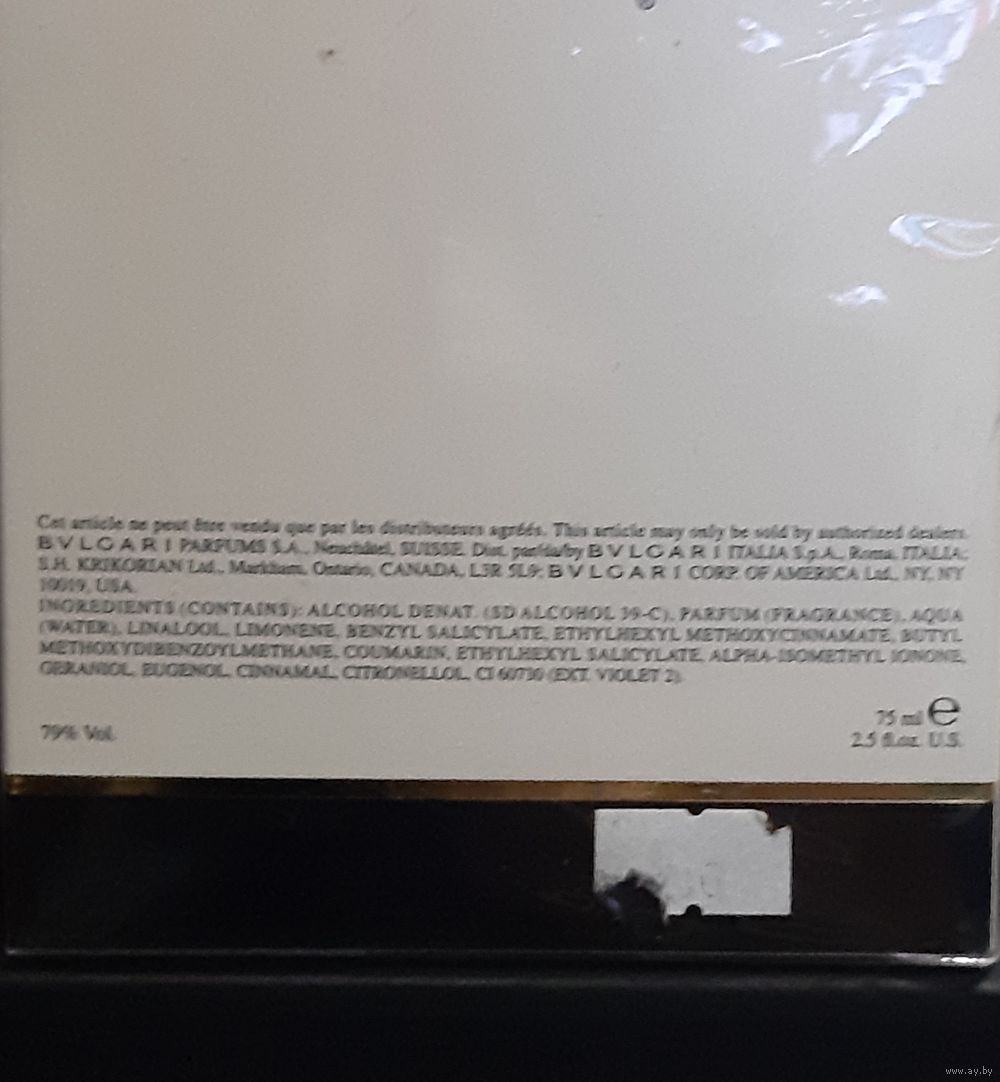 Cet article ne peut être vendu que par les distributeurs agréés. This article may only be sold by authorized dealers.
BVLGARI PARFUMS S.A., Neuchâtel, SUISSE. Dist. par/da/by BVLGARI ITALIA S.p.A., Roma, ITALIA;
S.H. KRIKORIAN Ltd., Markham, Ontario, CANADA, L3R 5L9; BVLGARI CORP. OF AMERICA Ltd., NY, NY
10019, USA.
INGREDIENTS (CONTAINS): ALCOHOL DENAT. (SD ALCOHOL 39-C), PARFUM (FRAGRANCE), AQUA
(WATER), LINALOOL, LIMONENE, BENZYL SALICYLATE, ETHYLHEXYL METHOXYCINNAMATE, BUTYL
METHOXYDIBENZOYLMETHANE, COUMARIN, ETHYLHEXYL SALICYLATE, ALPHA-ISOMETHYL IONONE,
GERANIOL, EUGENOL, CINNAMAL, CITRONELLOL, CI 60730 (EXT. VIOLET 2).
79% Vol.
75 ml e
2.5 fl.oz. U.S.
www.ay.by